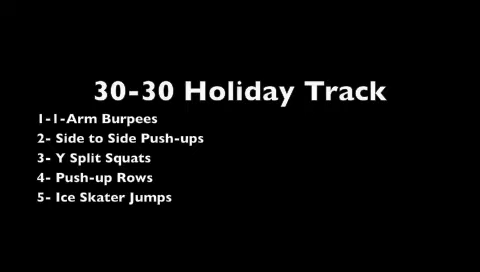 30-30 Holiday Track
1-1-Arm Burpees
2- Side to Side Push-ups
3- Y Split Squats
4- Push-up Rows
5- Ice Skater Jumps